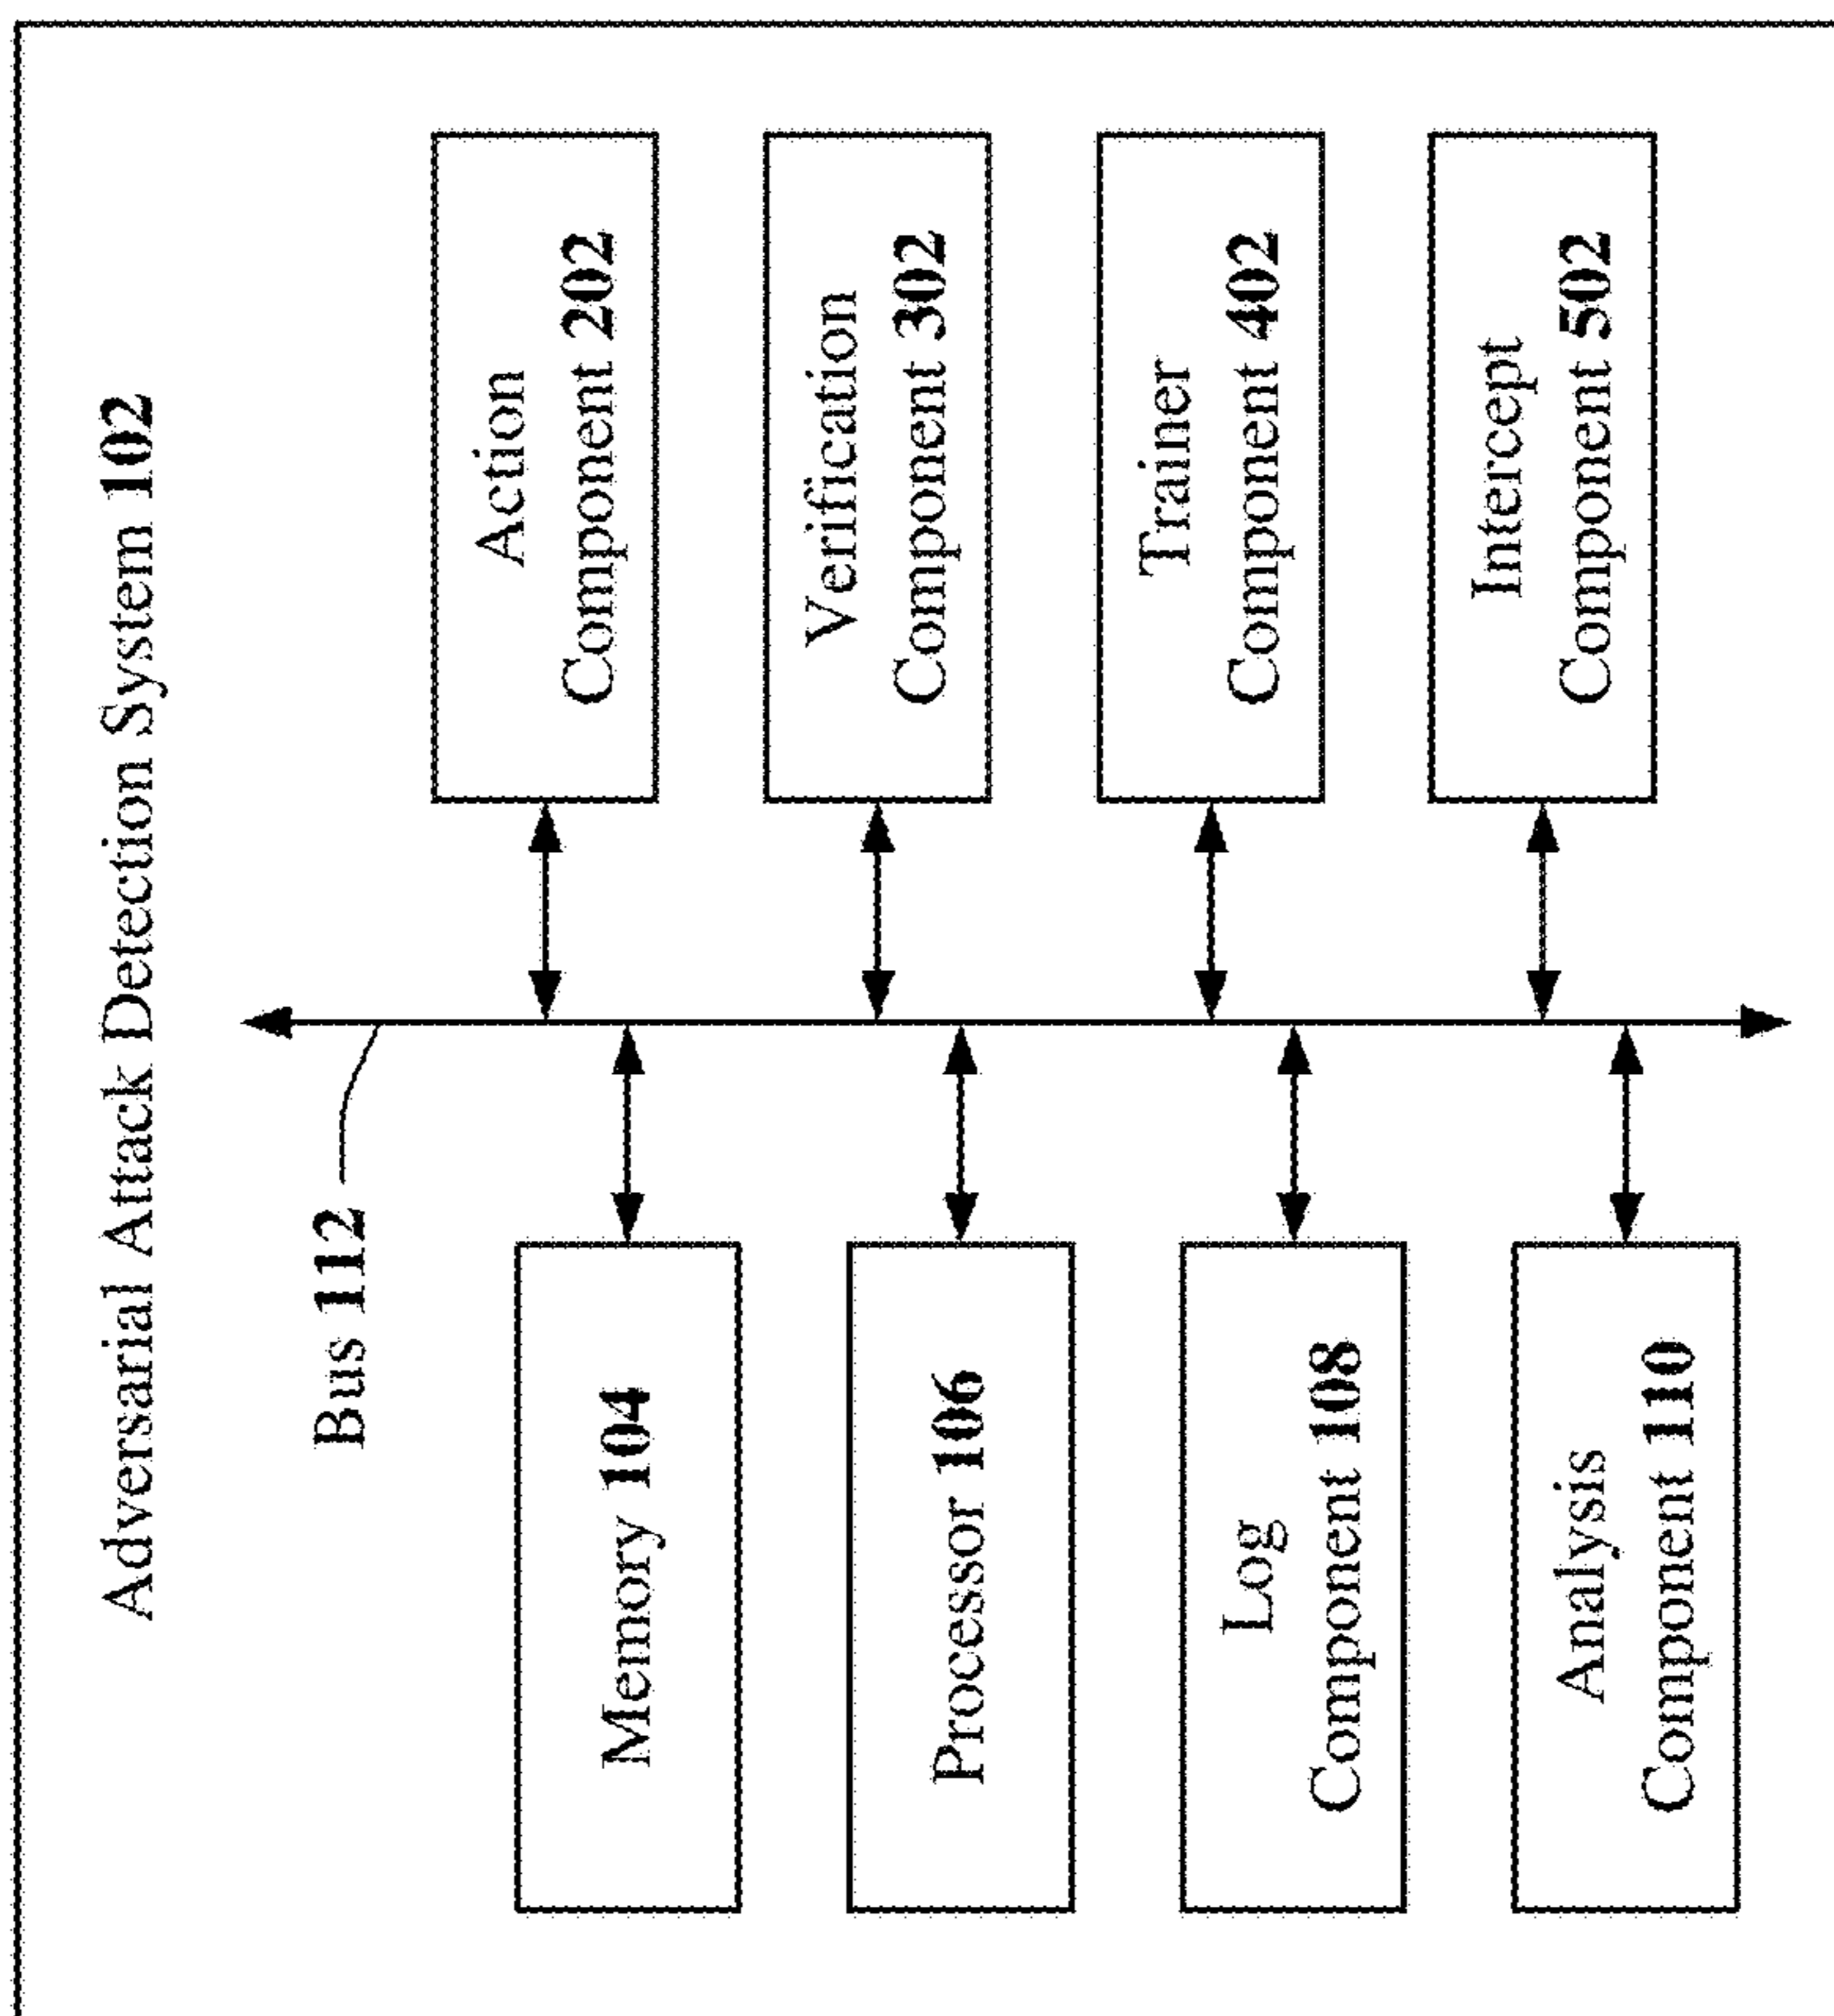 Adversarial Attack Detection System 102
Bus 112
Memory 104
Processor 106
Log
Component 108
Analysis
Component 110
Action
Component 202
Verification
Component 302
Trainer
Component 402
Intercept
Component 502